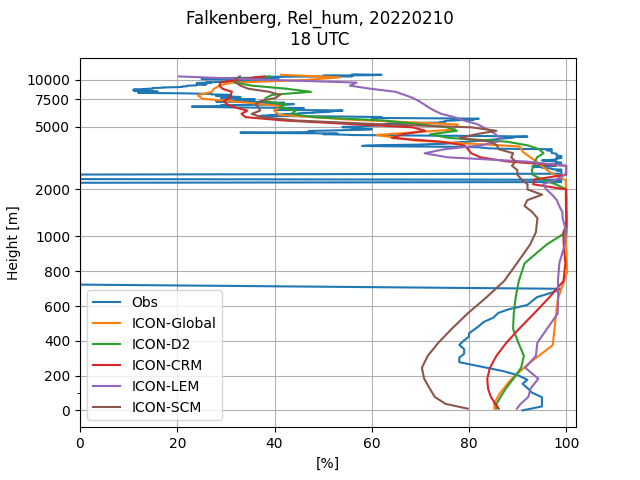 Falkenberg, Rel_hum, 20220210
18 UTC
10000
7500
5000
2000
1000
800
600
400
200
0
Height [m]
Obs
ICON-Global
ICON-D2
ICON-CRM
ICON-LEM
ICON-SCM
0 20 40 60 80 100
[%]